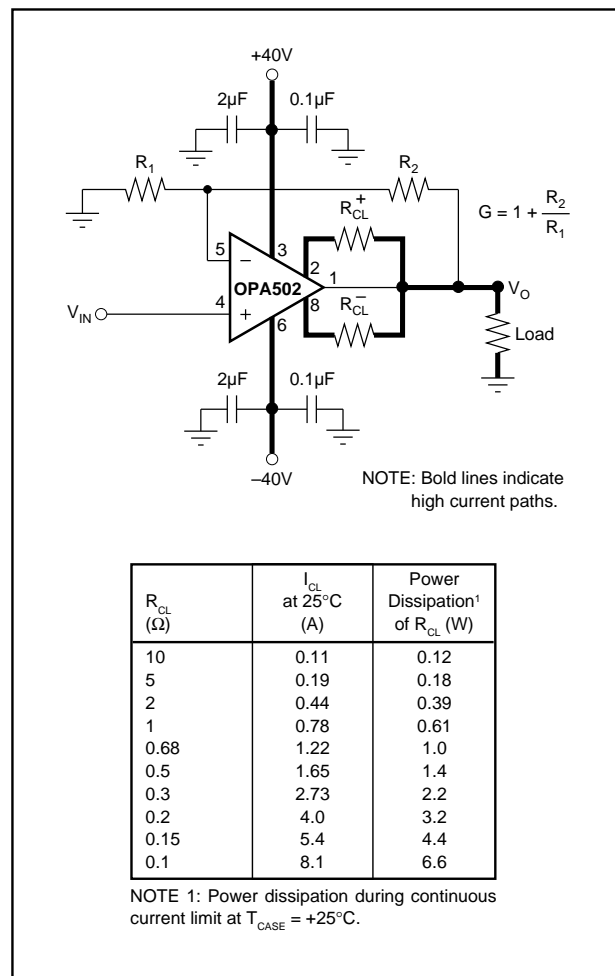 +40V
2µF
0.1µF
R1
R2
G = 1 + R2
R1
R+CL
5
–
3
2
1
OPA502
8
4
+
6
R–CL
VO
VIN
Load
2µF
0.1µF
–40V
NOTE: Bold lines indicate
high current paths.
RCL
(Ω)
ICL
at 25°C
(A)
Power
Dissipation1
of RCL (W)
10 0.11 0.12
5 0.19 0.18
2 0.44 0.39
1 0.78 0.61
0.68 1.22 1.0
0.5 1.65 1.4
0.3 2.73 2.2
0.2 4.0 3.2
0.15 5.4 4.4
0.1 8.1 6.6
NOTE 1: Power dissipation during continuous
current limit at TCASE = +25°C.